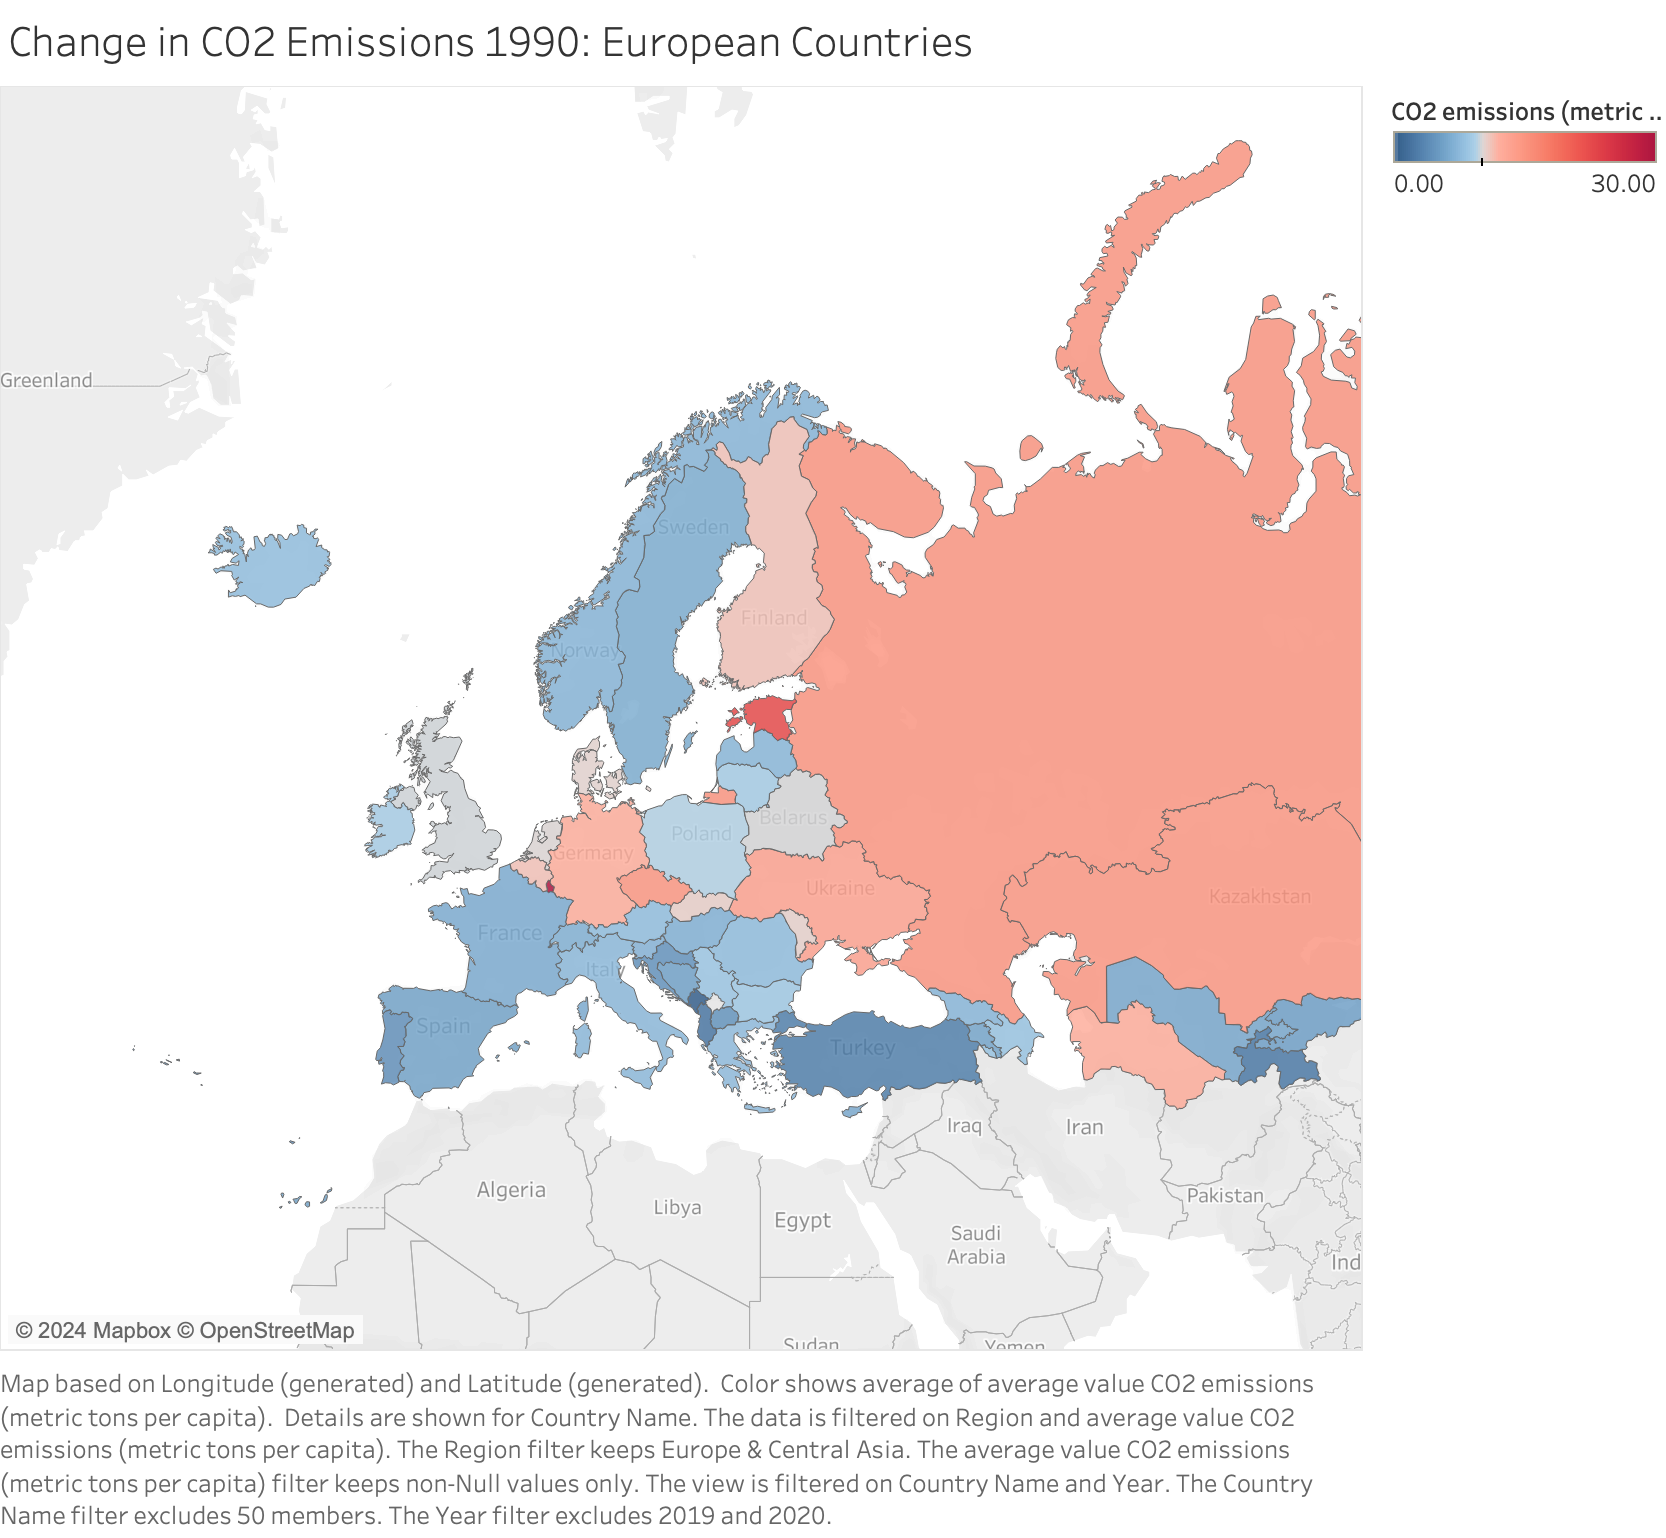 Change in CO2 Emissions 1990: European Countries
CO2 emissions (metric ..
0.00 30.00
Greenland
Sweden
Finland
Norway
Poland
Belarus
Germany
Ukraine
Kazakhstan
France
Italy
Spain
Turkey
Iraq
Iran
Algeria
Libya
Egypt
Pakistan
Saudi
Arabia
Ind
Sudan
Yemen
© 2024 Mapbox © OpenStreetMap
Map based on Longitude (generated) and Latitude (generated).  Color shows average of average value CO2 emissions
(metric tons per capita).  Details are shown for Country Name. The data is filtered on Region and average value CO2
emissions (metric tons per capita). The Region filter keeps Europe & Central Asia. The average value CO2 emissions
(metric tons per capita) filter keeps non-Null values only. The view is filtered on Country Name and Year. The Country
Name filter excludes 50 members. The Year filter excludes 2019 and 2020.